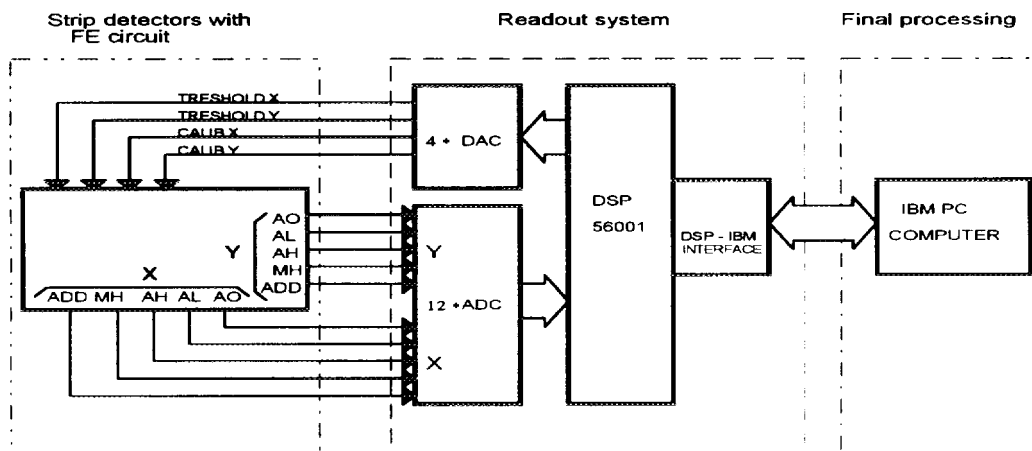 Strip detectors with
FE circuit
Readout system
Final processing
TRESHOLD.X
TRESHOLD.Y
CALIB.X
CALIB.Y
4 + DAC
DSP
56001
DSP - IBM
INTERFACE
IBM PC
COMPUTER
Y
AO
AL
AH
MH
ADD
X
ADD MH AH AL AO
Y
12 +ADC
X